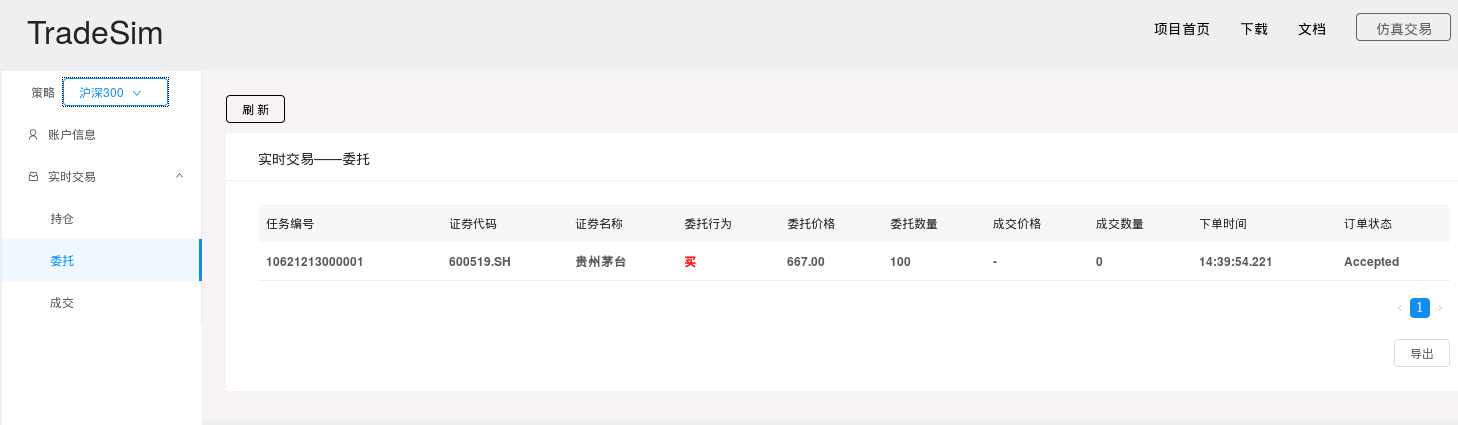 TradeSim
项目首页 下载 文档 仿真交易
策略 沪深300
账户信息
实时交易
持仓
委托
成交
刷 新
实时交易——委托
任务编号 证券代码 证券名称 委托行为 委托价格 委托数量 成交价格 成交数量 下单时间 订单状态
10621213000001 600519.SH 贵州茅台 买 667.00 100 - 0 14:39:54.221 Accepted
1
导出